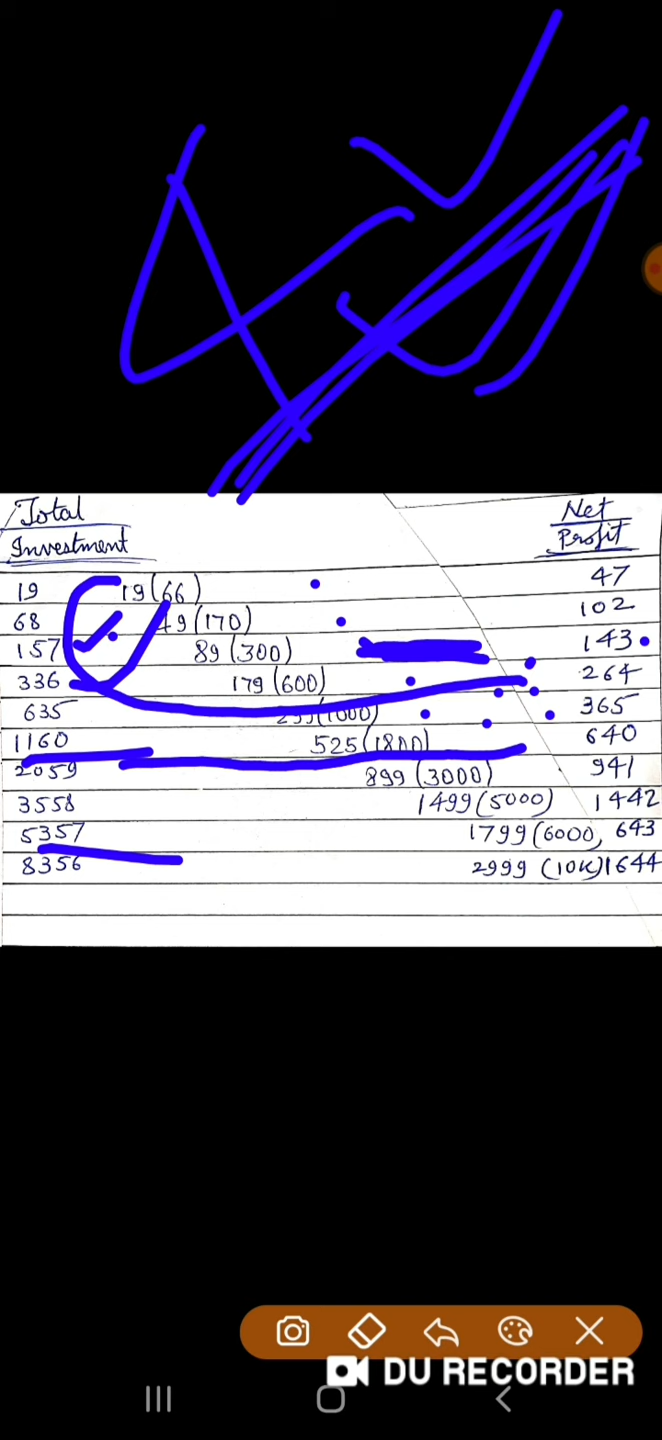 Total Net
Investment Profit
19 19(66) 47
68 49(170) 102
157 89(300) 143
336 179(600) 264
635 (1000) 365
1160 525(1800) 640
2059 899(3000) 941
3558 1499(5000) 1442
5357 1799(6000, 643
8356 2999 (10K)1644
DU RECORDER